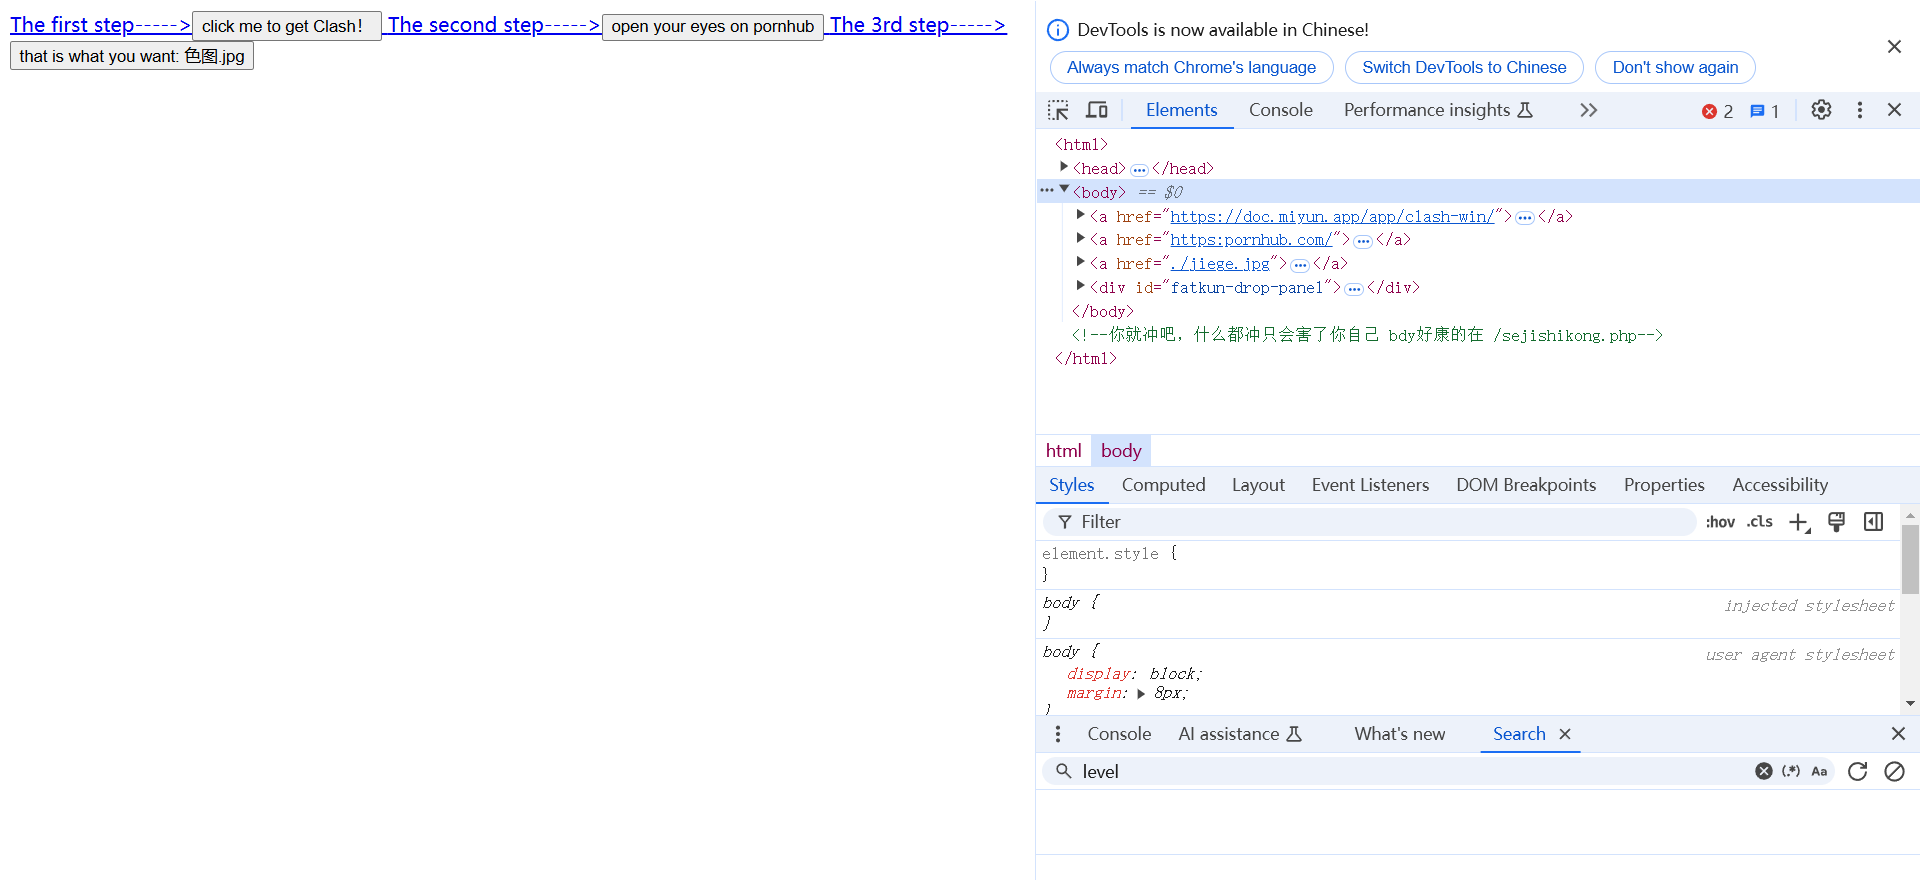 The first step-----> click me to get Clash! The second step-----> open your eyes on pornhub The 3rd step----->
that is what you want: 色图.jpg
DevTools is now available in Chinese!
Always match Chrome's language Switch DevTools to Chinese Don't show again
Elements Console Performance insights 2 1
<html>
<head> ••• </head>
••• <body> == $0
<a href="https://doc.miyun.app/app/clash-win/"> ••• </a>
<a href="https:pornhub.com/"> ••• </a>
<a href="./jiege.jpg"> ••• </a>
<div id="fatkun-drop-panel"> ••• </div>
</body>
<!--你就冲吧，什么都冲只会害了你自己 bdy好康的在 /sejishikong.php-->
</html>
html body
Styles Computed Layout Event Listeners DOM Breakpoints Properties Accessibility
Filter :hov .cls
element.style {
}
body { injected stylesheet
}
body { user agent stylesheet
display: block;
margin: 8px;
}
Console AI assistance What's new Search
level (.*) Aa